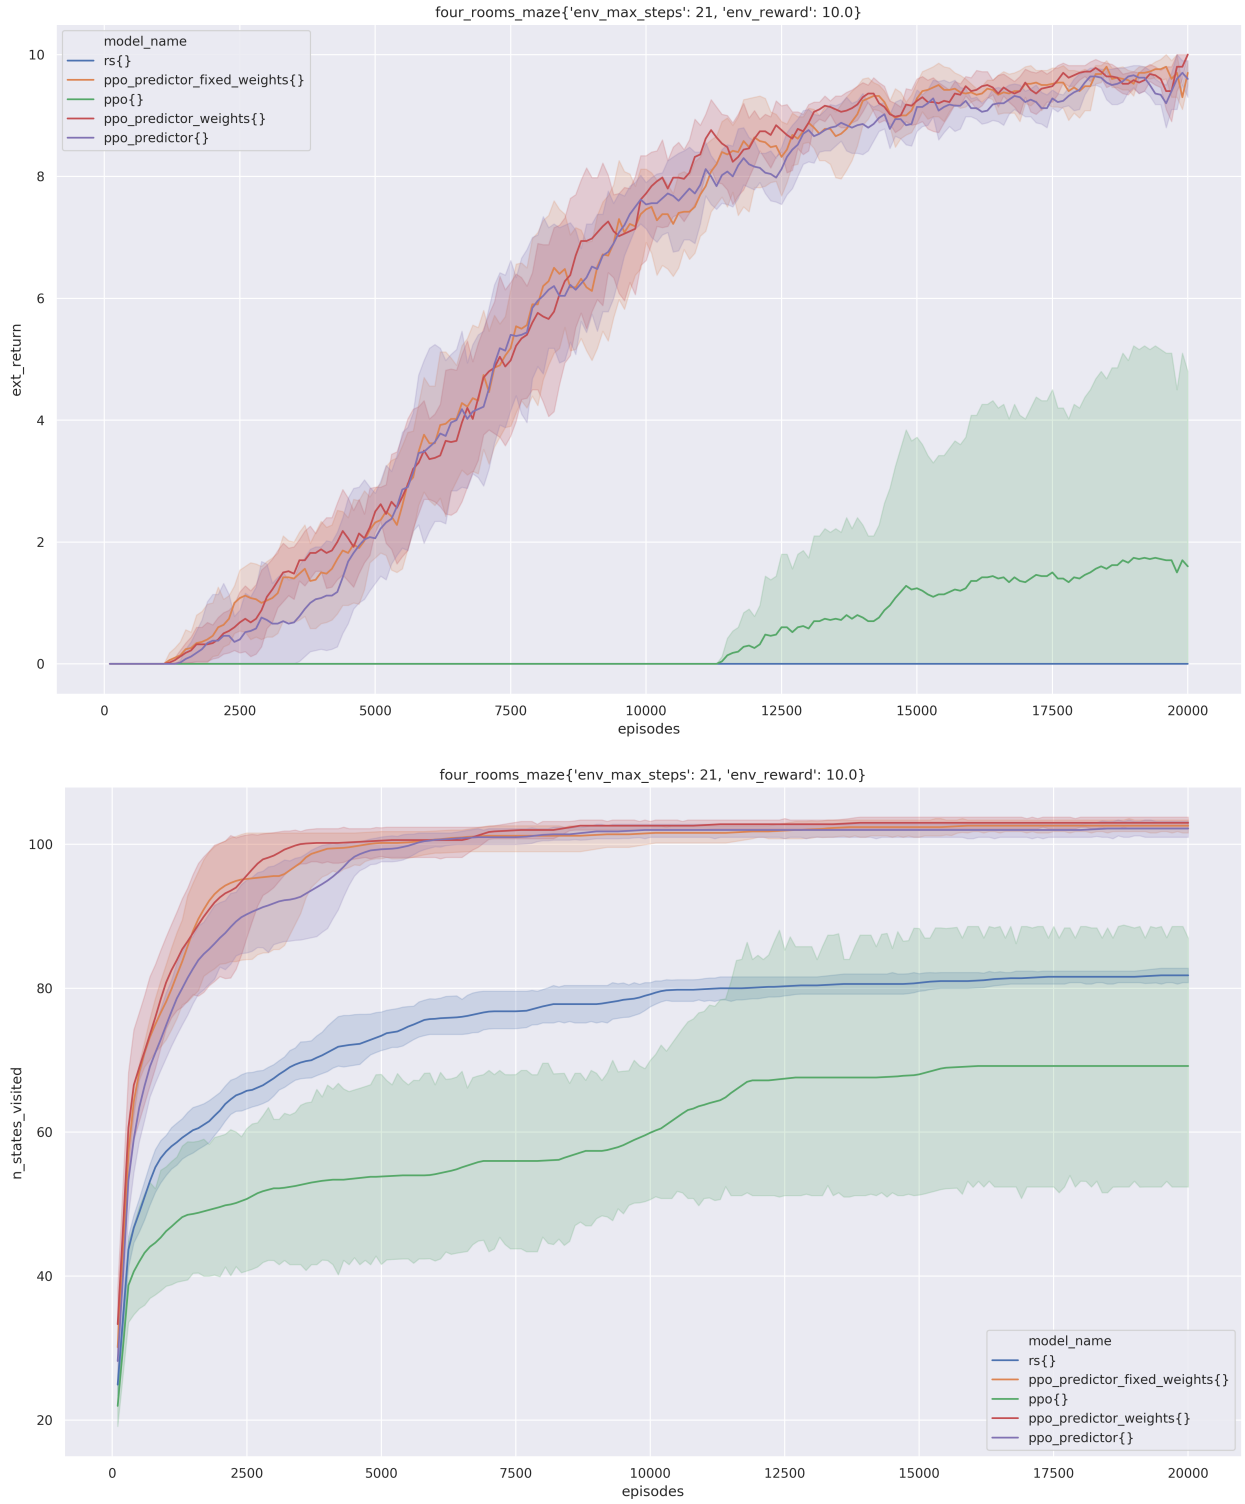 four_rooms_maze{'env_max_steps': 21, 'env_reward': 10.0}
model_name
rs{}
ppo_predictor_fixed_weights{}
ppo{}
ppo_predictor_weights{}
ppo_predictor{}
10
8
6
4
2
0
ext_return
0 2500 5000 7500 10000 12500 15000 17500 20000
episodes
four_rooms_maze{'env_max_steps': 21, 'env_reward': 10.0}
100
80
60
40
20
n_states_visited
model_name
rs{}
ppo_predictor_fixed_weights{}
ppo{}
ppo_predictor_weights{}
ppo_predictor{}
0 2500 5000 7500 10000 12500 15000 17500 20000
episodes